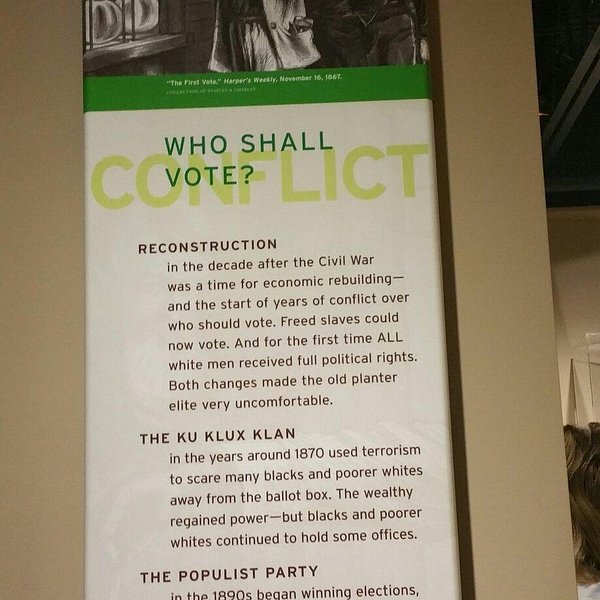 "The First Vote," Harper's Weekly, November 16, 1867.
COLLECTION OF STAPLES & CHARLES
WHO SHALL
CONFLICT
VOTE?
RECONSTRUCTION
in the decade after the Civil War
was a time for economic rebuilding—
and the start of years of conflict over
who should vote. Freed slaves could
now vote. And for the first time ALL
white men received full political rights.
Both changes made the old planter
elite very uncomfortable.
THE KU KLUX KLAN
in the years around 1870 used terrorism
to scare many blacks and poorer whites
away from the ballot box. The wealthy
regained power—but blacks and poorer
whites continued to hold some offices.
THE POPULIST PARTY
in the 1890s began winning elections,